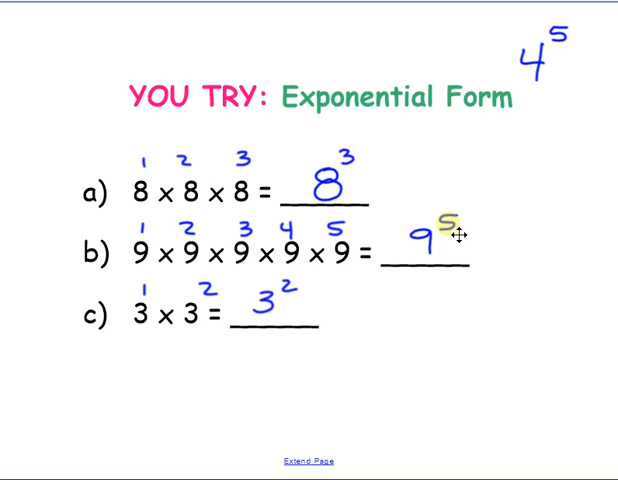 4⁵
YOU TRY: Exponential Form
1 2 3
a) 8 x 8 x 8 = 8³
1 2 3 4 5
b) 9 x 9 x 9 x 9 x 9 = 9⁵
1 2
c) 3 x 3 = 3²
Extend Page